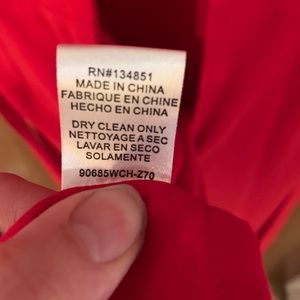 RN#134851
MADE IN CHINA
FABRIQUE EN CHINE
HECHO EN CHINA
DRY CLEAN ONLY
NETTOYAGE A SEC
LAVAR EN SECO
SOLAMENTE
90685WCH-Z70